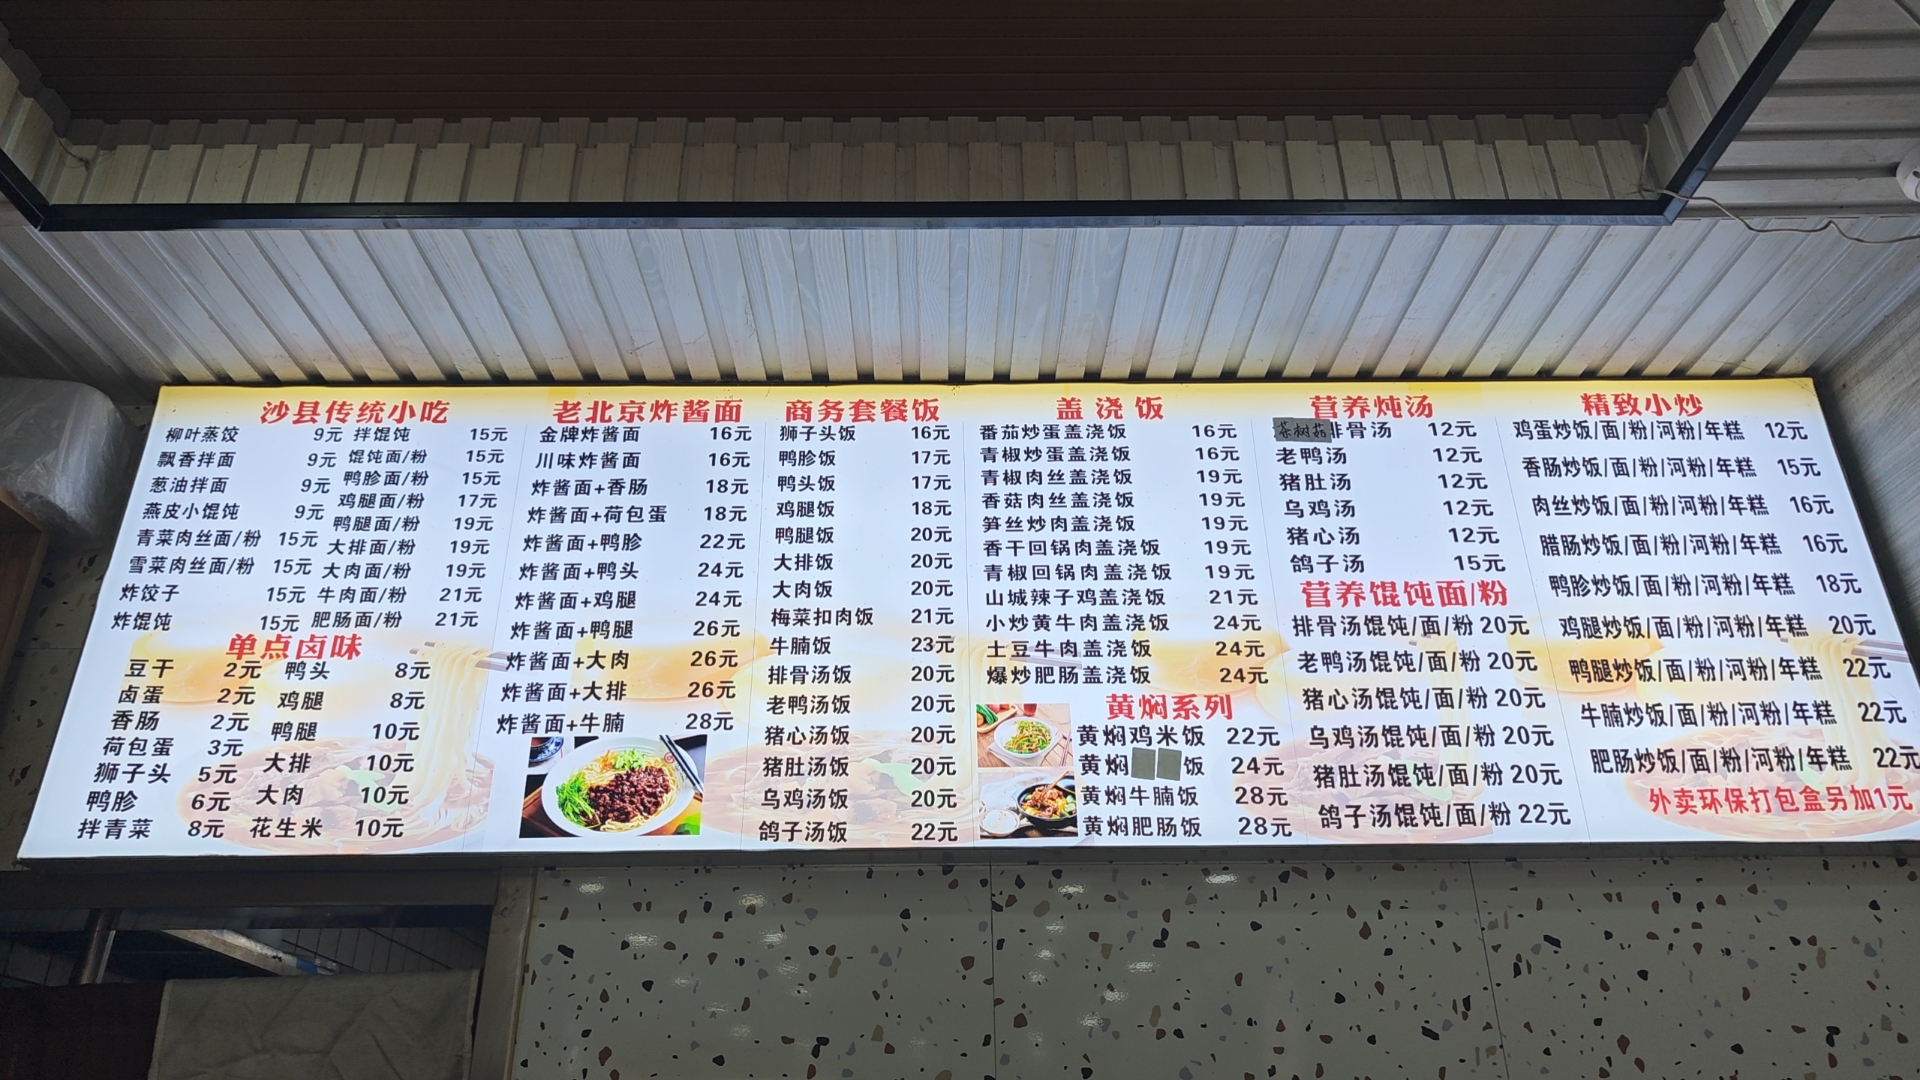 沙县传统小吃
柳叶蒸饺 9元
飘香拌面 9元
葱油拌面 9元
燕皮小馄饨 9元
青菜肉丝面/粉 15元
雪菜肉丝面/粉 15元
炸饺子 15元
炸馄饨 15元
拌馄饨 15元
馄饨面/粉 15元
鸭胗面/粉 15元
鸡腿面/粉 17元
鸭腿面/粉 19元
大排面/粉 19元
大肉面/粉 19元
牛肉面/粉 21元
肥肠面/粉 21元
单点卤味
豆干 2元
卤蛋 2元
香肠 2元
荷包蛋 3元
狮子头 5元
鸭胗 6元
拌青菜 8元
鸭头 8元
鸡腿 8元
鸭腿 10元
大排 10元
大肉 10元
花生米 10元
老北京炸酱面
金牌炸酱面 16元
川味炸酱面 16元
炸酱面+香肠 18元
炸酱面+荷包蛋 18元
炸酱面+鸭胗 22元
炸酱面+鸭头 24元
炸酱面+鸡腿 24元
炸酱面+鸭腿 26元
炸酱面+大肉 26元
炸酱面+大排 26元
炸酱面+牛腩 28元
商务套餐饭
狮子头饭 16元
鸭胗饭 17元
鸭头饭 17元
鸡腿饭 18元
鸭腿饭 20元
大排饭 20元
大肉饭 20元
梅菜扣肉饭 21元
牛腩饭 23元
排骨汤饭 20元
老鸭汤饭 20元
猪心汤饭 20元
猪肚汤饭 20元
乌鸡汤饭 20元
鸽子汤饭 22元
盖浇饭
番茄炒蛋盖浇饭 16元
青椒炒蛋盖浇饭 16元
青椒肉丝盖浇饭 19元
香菇肉丝盖浇饭 19元
笋丝炒肉盖浇饭 19元
香干回锅肉盖浇饭 19元
青椒回锅肉盖浇饭 19元
山城辣子鸡盖浇饭 21元
小炒黄牛肉盖浇饭 24元
土豆牛肉盖浇饭 24元
爆炒肥肠盖浇饭 24元
黄焖系列
黄焖鸡米饭 22元
黄焖 饭 24元
黄焖牛腩饭 28元
黄焖肥肠饭 28元
营养炖汤
茶树菇排骨汤 12元
老鸭汤 12元
猪肚汤 12元
乌鸡汤 12元
猪心汤 12元
鸽子汤 15元
营养馄饨面/粉
排骨汤馄饨/面/粉 20元
老鸭汤馄饨/面/粉 20元
猪心汤馄饨/面/粉 20元
乌鸡汤馄饨/面/粉 20元
猪肚汤馄饨/面/粉 20元
鸽子汤馄饨/面/粉 22元
精致小炒
鸡蛋炒饭/面/粉/河粉/年糕 12元
香肠炒饭/面/粉/河粉/年糕 15元
肉丝炒饭/面/粉/河粉/年糕 16元
腊肠炒饭/面/粉/河粉/年糕 16元
鸭胗炒饭/面/粉/河粉/年糕 18元
鸡腿炒饭/面/粉/河粉/年糕 20元
鸭腿炒饭/面/粉/河粉/年糕 22元
牛腩炒饭/面/粉/河粉/年糕 22元
肥肠炒饭/面/粉/河粉/年糕 22元
外卖环保打包盒另加1元